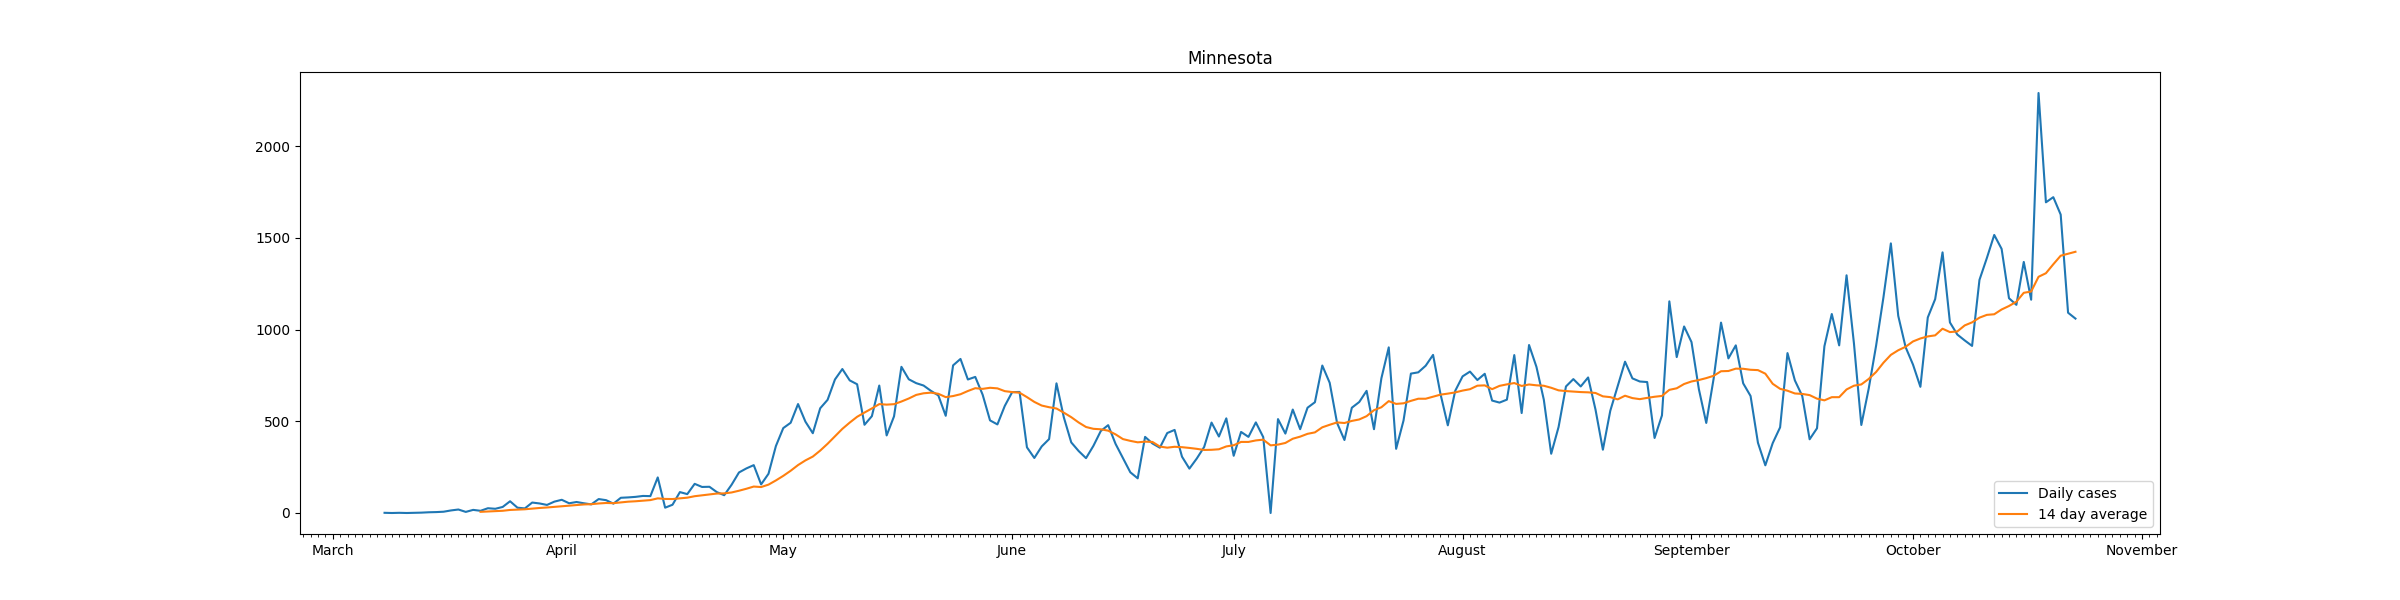 Minnesota
2000
1500
1000
500
0
March April May June July August September October November
Daily cases
14 day average